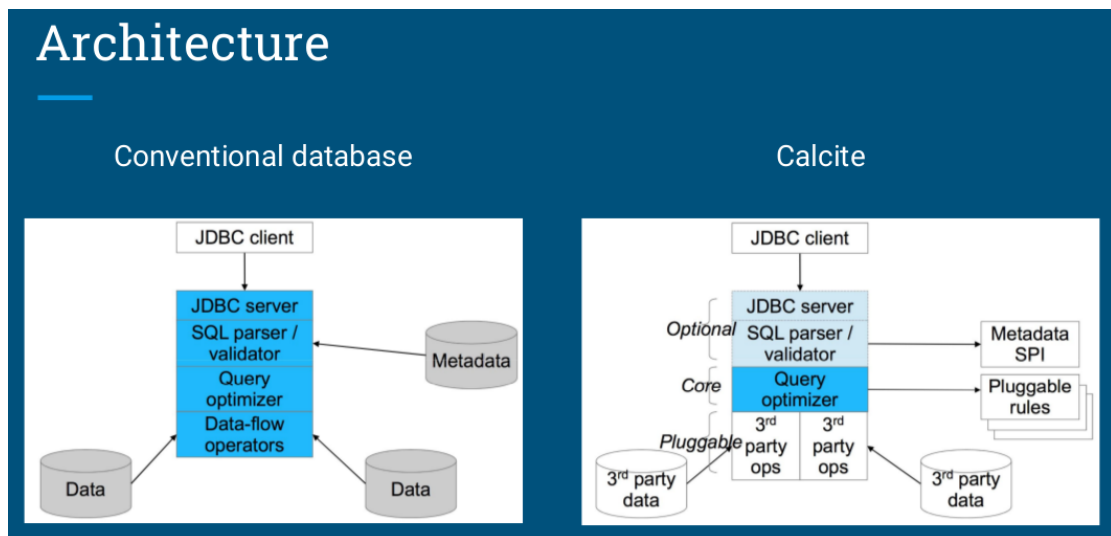 Architecture
Conventional database
Calcite
JDBC client
JDBC server
SQL parser /
validator
Query
optimizer
Data-flow
operators
Metadata
Data
Data
JDBC client
JDBC server
SQL parser /
validator
Query
optimizer
3rd
party
ops
3rd
party
ops
Optional
Core
Pluggable
Metadata
SPI
Pluggable
rules
3rd party
data
3rd party
data